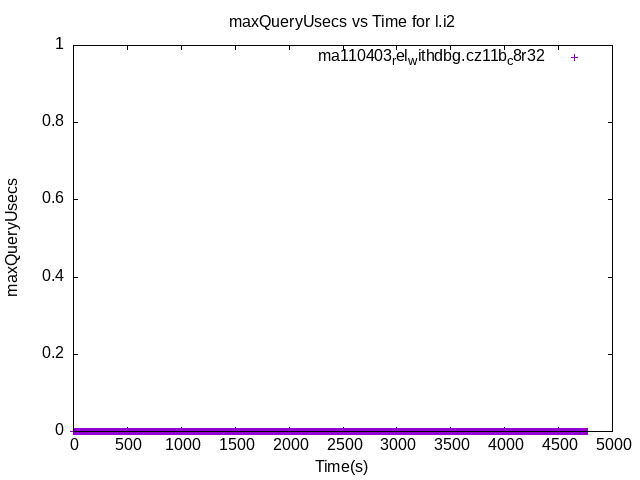 maxQueryUsecs vs Time for l.i2
ma110403relwithdbg.cz11bc8r32
maxQueryUsecs
1
0.8
0.6
0.4
0.2
0
0 500 1000 1500 2000 2500 3000 3500 4000 4500 5000
Time(s)